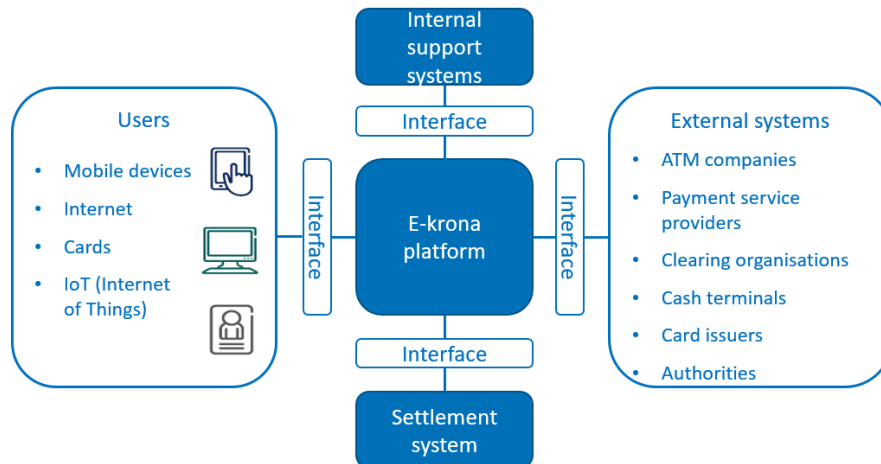 Internal
support
systems
Interface
Users
• Mobile devices
• Internet
• Cards
• IoT (Internet
of Things)
Interface
E-krona
platform
Interface
External systems
• ATM companies
• Payment service
providers
• Clearing organisations
• Cash terminals
• Card issuers
• Authorities
Interface
Settlement
system